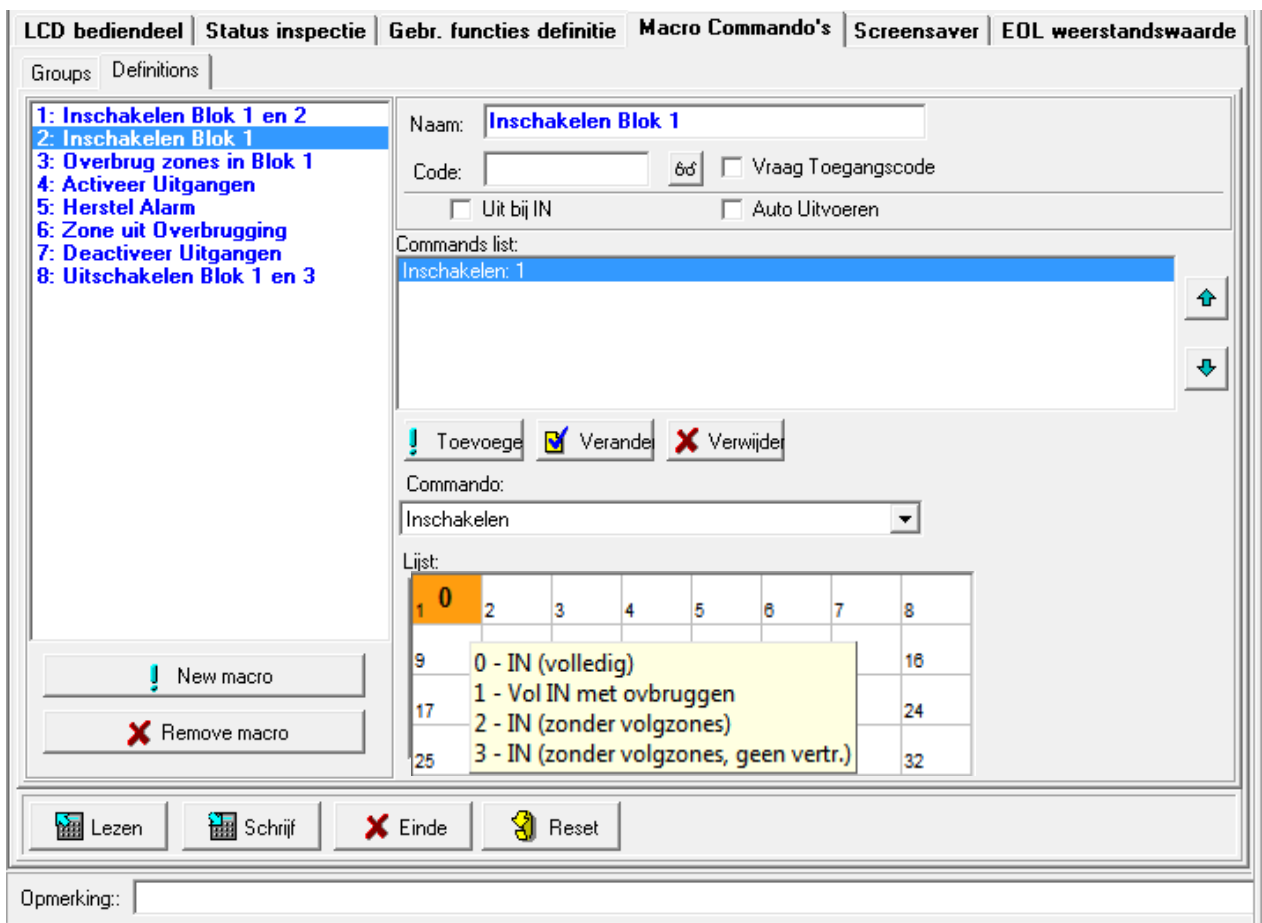 LCD bediendeel Status inspectie Gebr. functies definitie Macro Commando's Screensaver EOL weerstandswaarde
Groups Definitions
1: Inschakelen Blok 1 en 2
2: Inschakelen Blok 1
3: Overbrug zones in Blok 1
4: Activeer Uitgangen
5: Herstel Alarm
6: Zone uit Overbrugging
7: Deactiveer Uitgangen
8: Uitschakelen Blok 1 en 3
New macro
Remove macro
Naam: Inschakelen Blok 1
Code: Vraag Toegangscode
Uit bij IN Auto Uitvoeren
Commands list:
Inschakelen: 1
Toevoege Verande Verwijder
Commando:
Inschakelen
Lijst:
1 0 2 3 4 5 6 7 8
9 16
17 24
25 32
0 - IN (volledig)
1 - Vol IN met ovbruggen
2 - IN (zonder volgzones)
3 - IN (zonder volgzones, geen vertr.)
Lezen Schrijf Einde Reset
Opmerking::